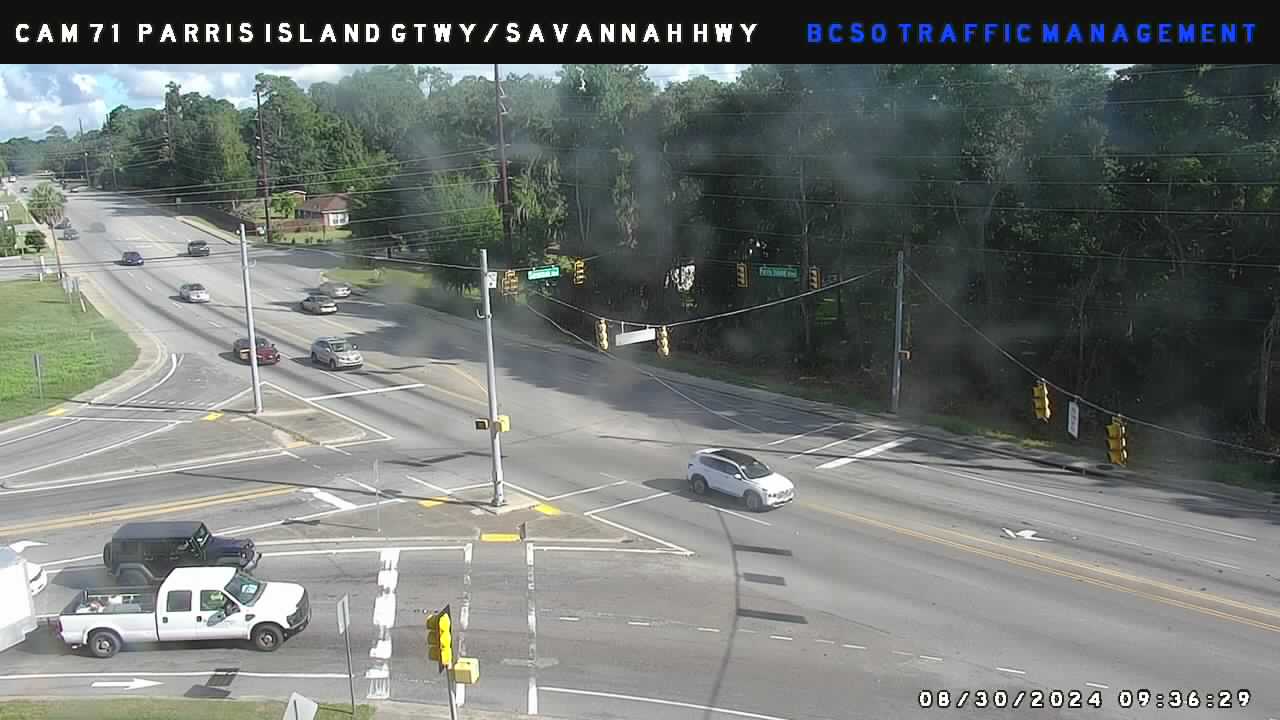 CAM 71 PARRIS ISLAND GTWY/SAVANNAH HWY BCSO TRAFFIC MANAGEMENT
08/30/2024 09:36:29